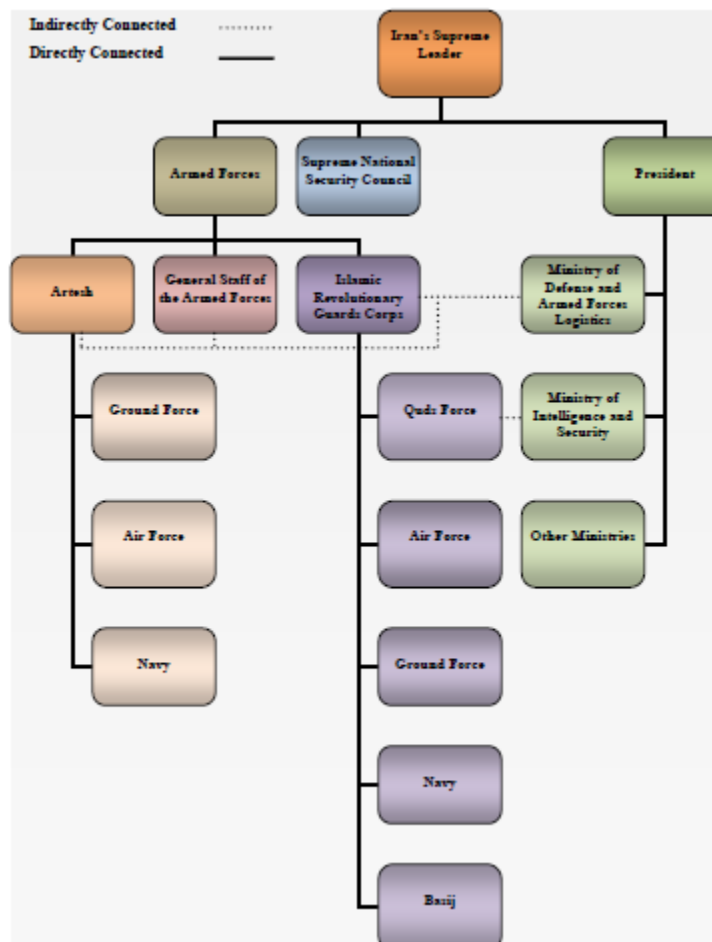 Indirectly Connected
Directly Connected
Iran's Supreme
Leader
Armed Forces
Supreme National
Security Council
President
Artesh
General Staff of
the Armed Forces
Islamic
Revolutionary
Guards Corps
Ministry of
Defense and
Armed Forces
Logistics
Ground Force
Quds Force
Ministry of
Intelligence and
Security
Air Force
Air Force
Other Ministries
Navy
Ground Force
Navy
Basij